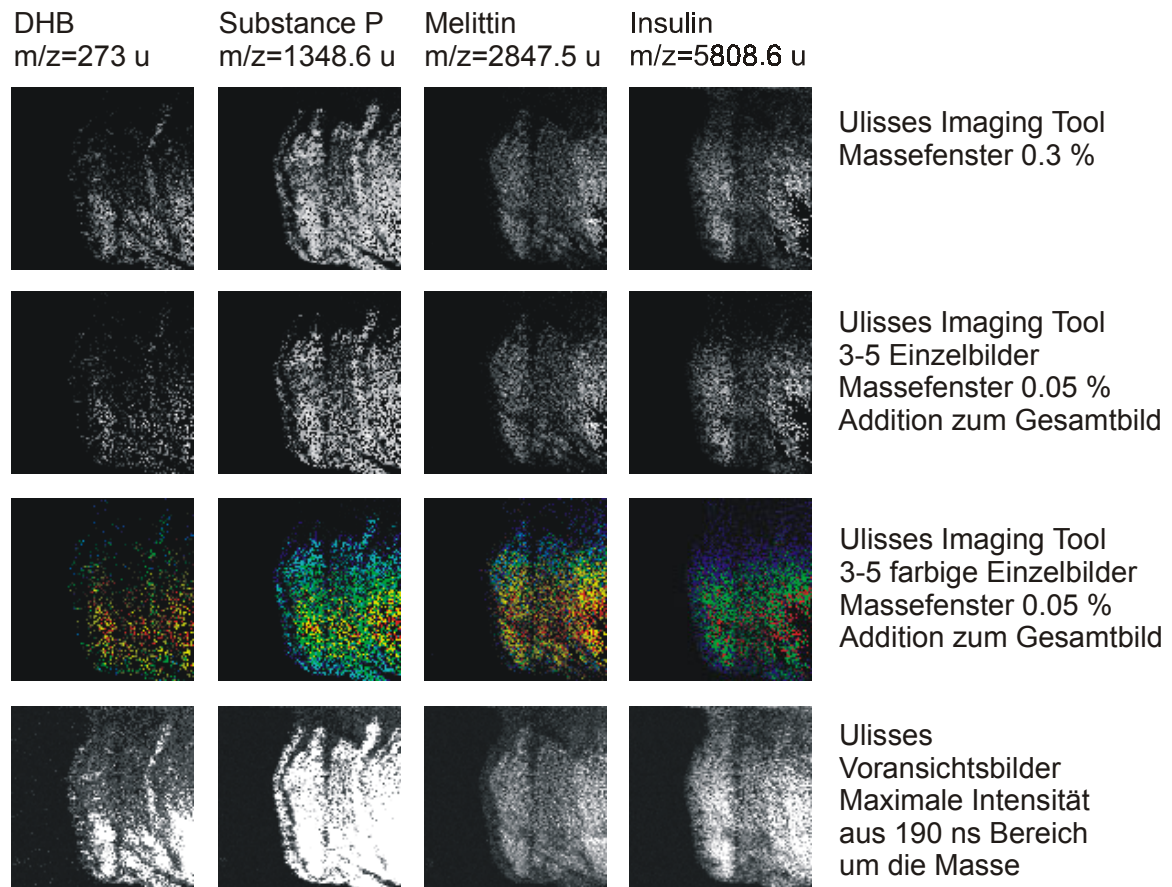 DHB
m/z=273 u
Substance P
m/z=1348.6 u
Melittin
m/z=2847.5 u
Insulin
m/z=5808.6 u
Ulisses Imaging Tool
Massefenster 0.3 %
Ulisses Imaging Tool
3-5 Einzelbilder
Massefenster 0.05 %
Addition zum Gesamtbild
Ulisses Imaging Tool
3-5 farbige Einzelbilder
Massefenster 0.05 %
Addition zum Gesamtbild
Ulisses
Voransichtsbilder
Maximale Intensität
aus 190 ns Bereich
um die Masse